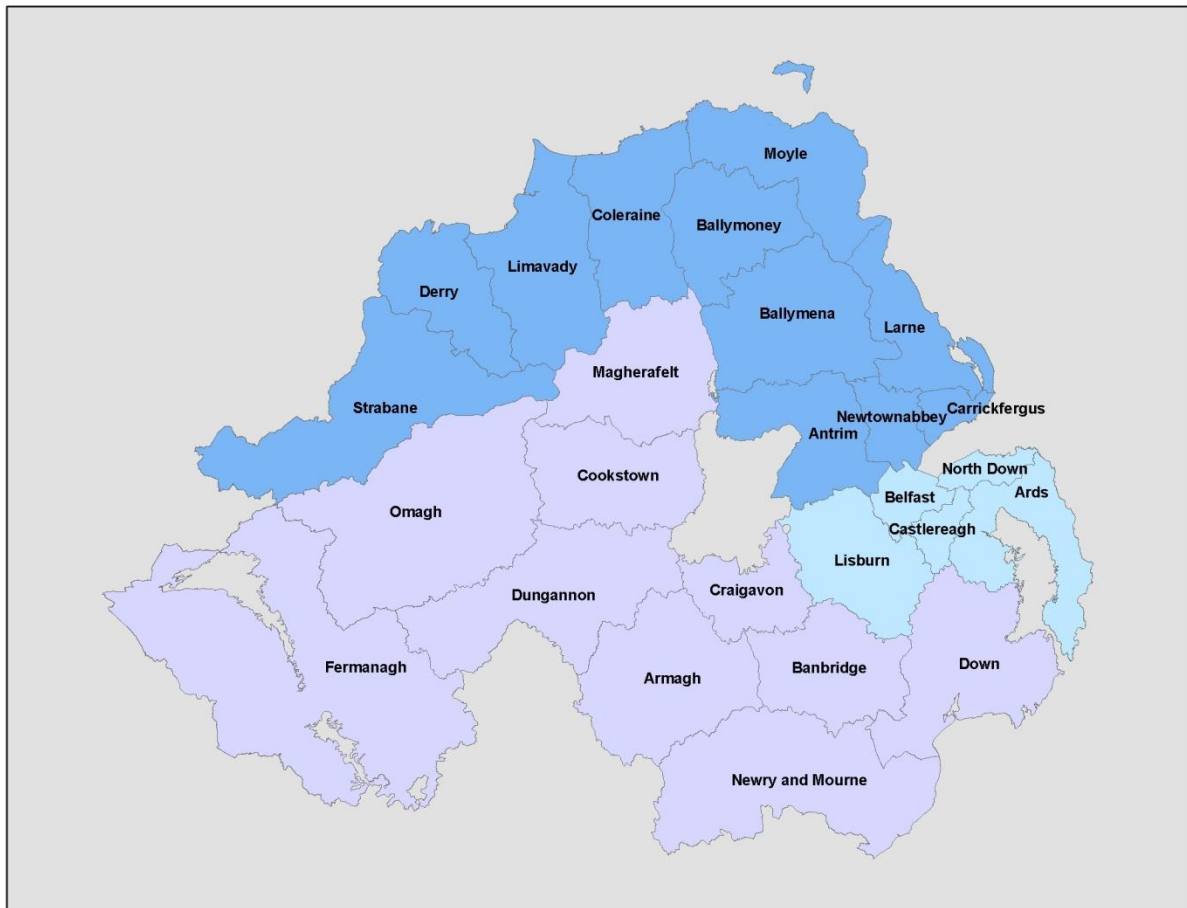 Moyle
Coleraine
Ballymoney
Limavady
Derry
Ballymena
Larne
Magherafelt
Strabane
Newtownabbey
Carrickfergus
Antrim
Cookstown
North Down
Belfast
Ards
Omagh
Castlereagh
Lisburn
Dungannon
Craigavon
Fermanagh
Armagh
Banbridge
Down
Newry and Mourne